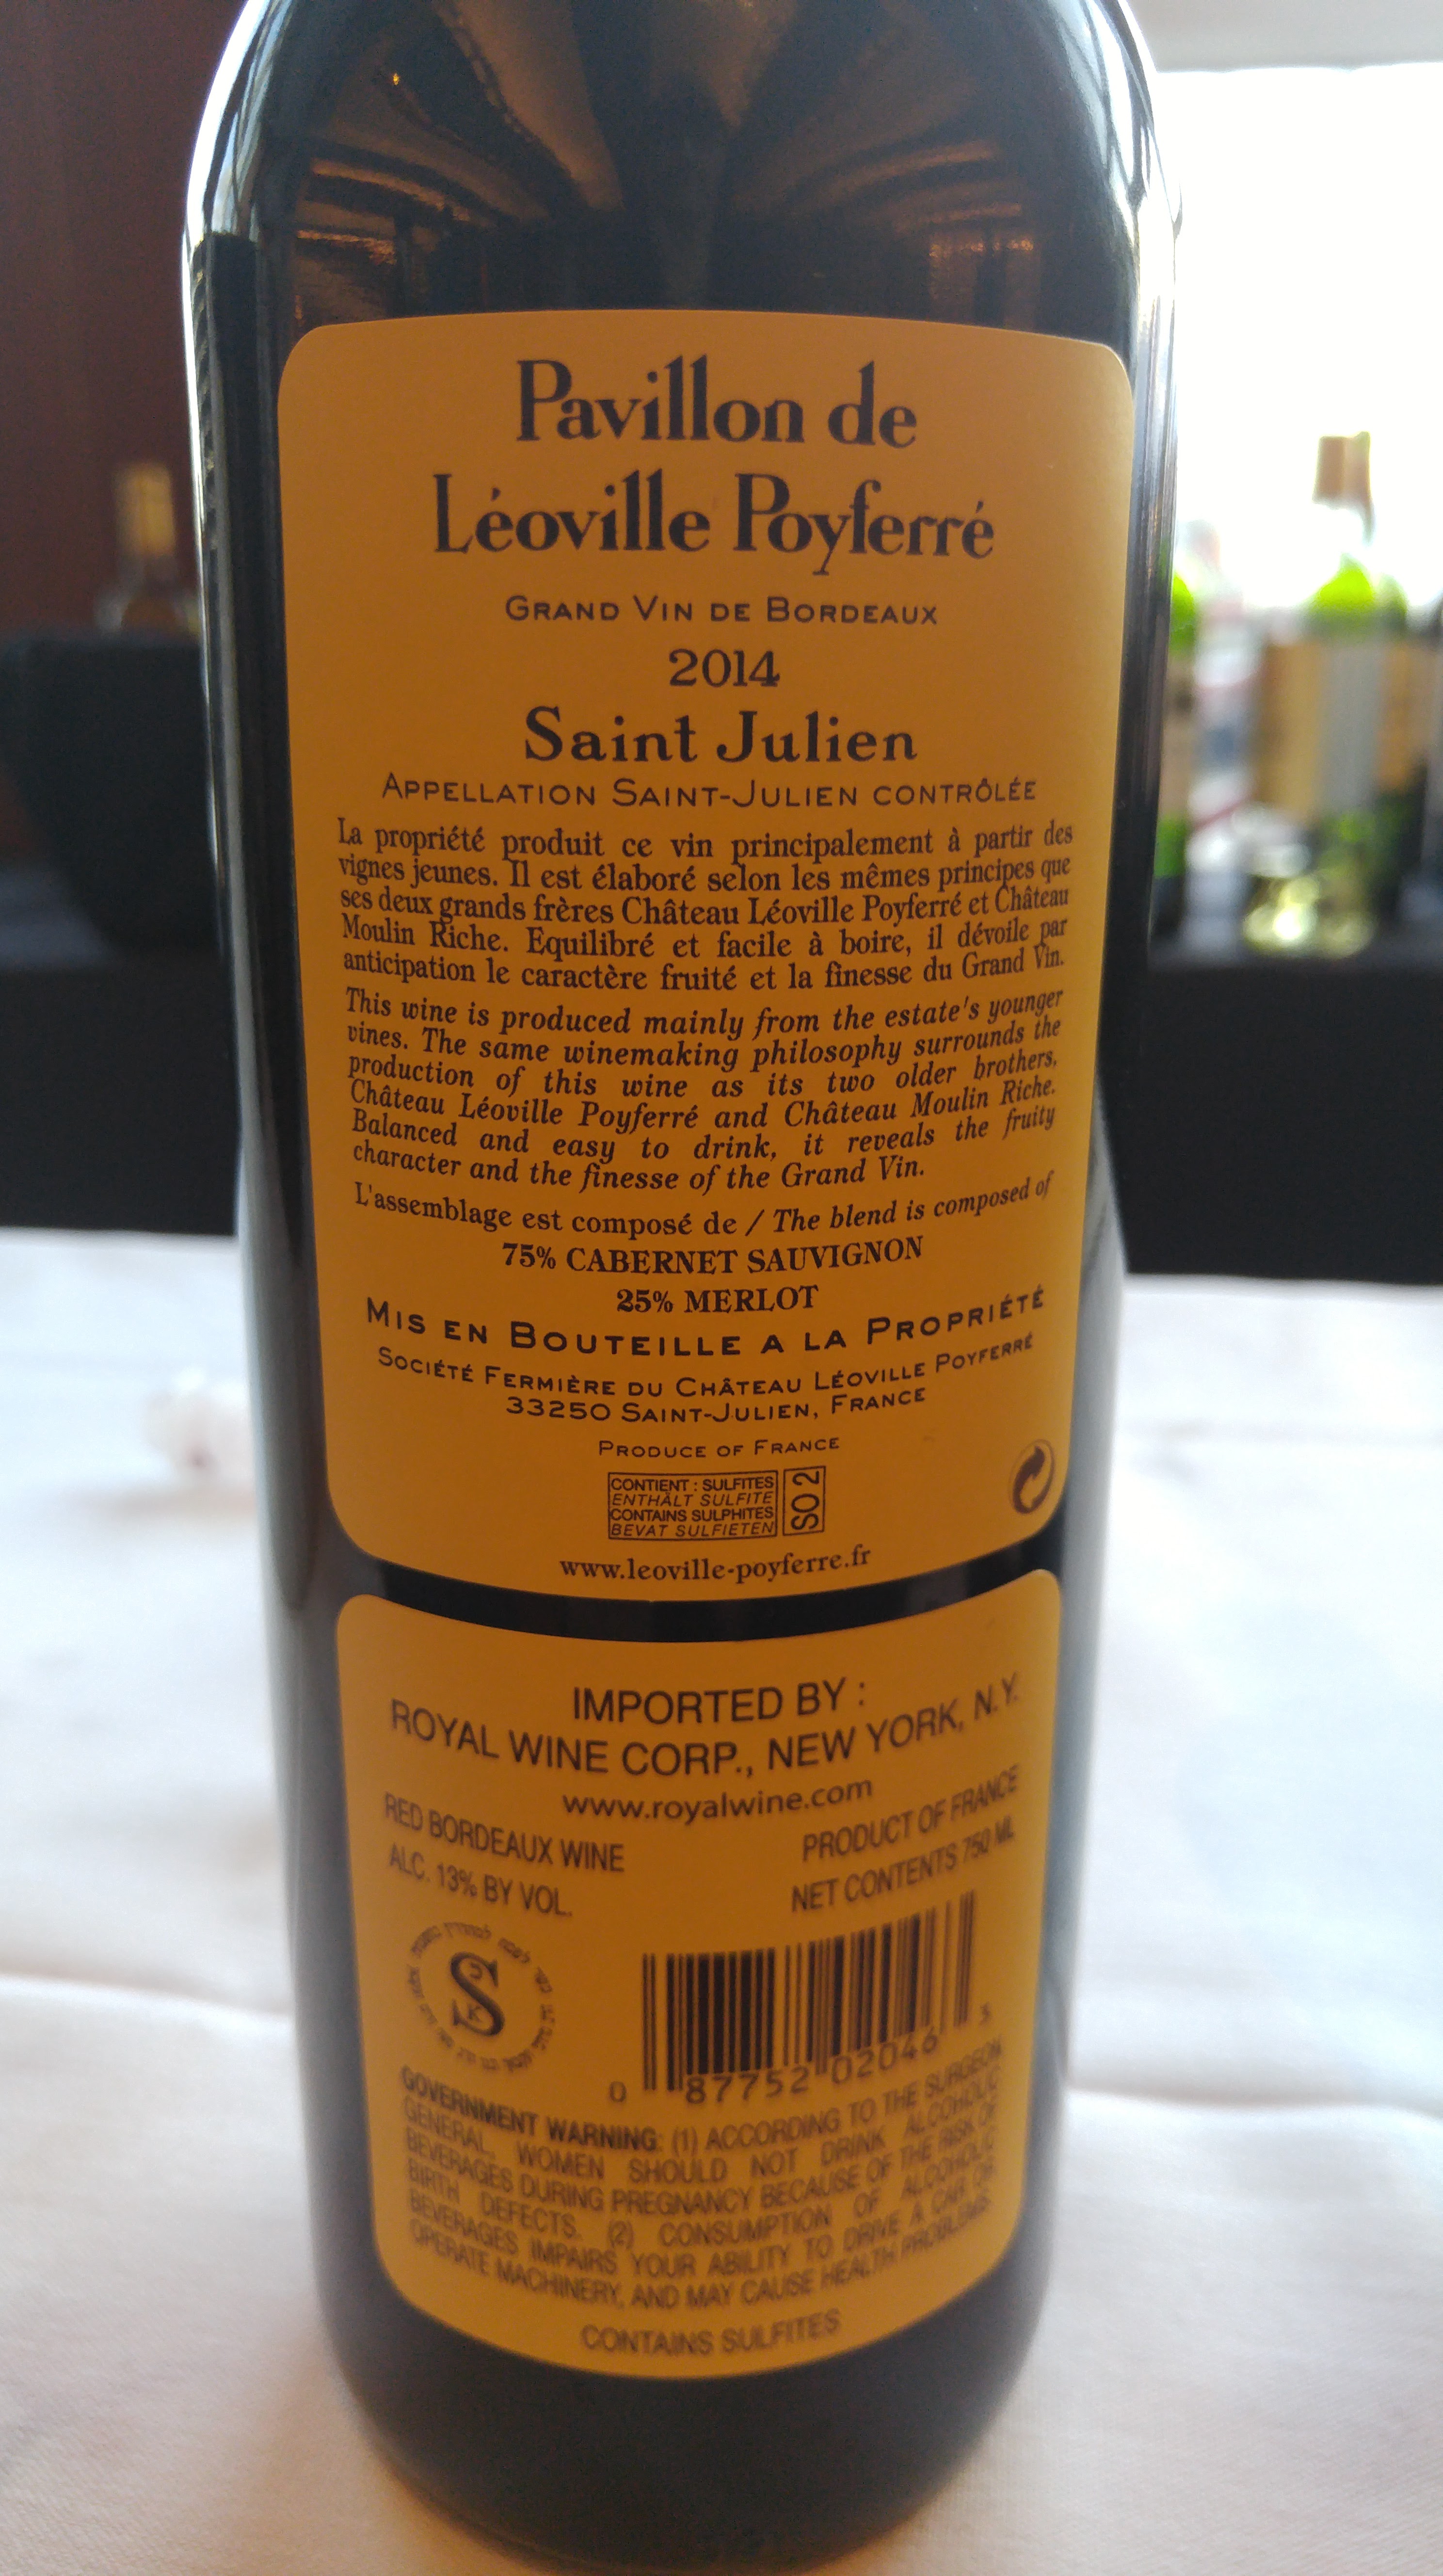 Pavillon de
Léoville Poyferré
GRAND VIN DE BORDEAUX
2014
Saint Julien
APPELLATION SAINT-JULIEN CONTRÔLÉE
La propriété produit ce vin principalement à partir des
vignes jeunes. Il est élaboré selon les mêmes principes que
ses deux grands frères Château Léoville Poyferré et Château
Moulin Riche. Equilibré et facile à boire, il dévoile par
anticipation le caractère fruité et la finesse du Grand Vin.
This wine is produced mainly from the estate's younger
vines. The same winemaking philosophy surrounds the
production of this wine as its two older brothers,
Château Léoville Poyferré and Château Moulin Riche.
Balanced and easy to drink, it reveals the fruity
character and the finesse of the Grand Vin.
L'assemblage est composé de / The blend is composed of
75% CABERNET SAUVIGNON
25% MERLOT
MIS EN BOUTEILLE A LA PROPRIÉTÉ
SOCIÉTÉ FERMIÈRE DU CHÂTEAU LÉOVILLE POYFERRÉ
33250 SAINT-JULIEN, FRANCE
PRODUCE OF FRANCE
CONTIENT : SULFITES
ENTHÄLT SULFITE
CONTAINS SULPHITES
BEVAT SULFIETEN
SO2
www.leoville-poyferre.fr
IMPORTED BY :
ROYAL WINE CORP., NEW YORK, N.Y.
www.royalwine.com
RED BORDEAUX WINE
PRODUCT OF FRANCE
ALC. 13% BY VOL.
NET CONTENTS 750 ML
0 87752 02046 3
GOVERNMENT WARNING: (1) ACCORDING TO THE SURGEON
GENERAL, WOMEN SHOULD NOT DRINK ALCOHOLIC
BEVERAGES DURING PREGNANCY BECAUSE OF THE RISK OF
BIRTH DEFECTS. (2) CONSUMPTION OF ALCOHOLIC
BEVERAGES IMPAIRS YOUR ABILITY TO DRIVE A CAR OR
OPERATE MACHINERY, AND MAY CAUSE HEALTH PROBLEMS.
CONTAINS SULFITES